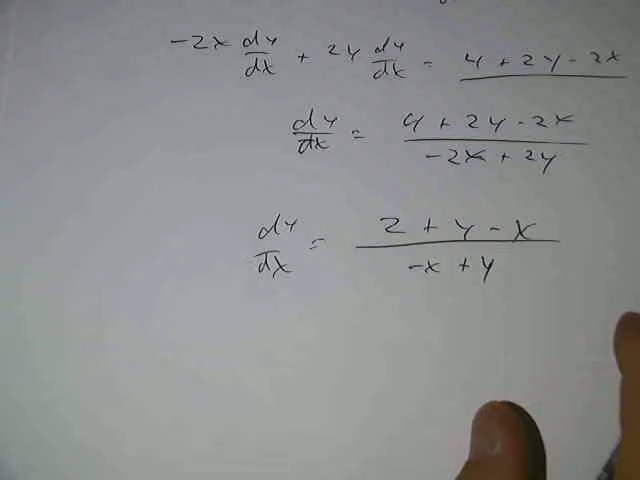 -2x dy/dx + 2y dy/dx = 4 + 2y - 2x
dy/dx = 4 + 2y - 2x / -2x + 2y
dy/dx = 2 + y - x / -x + y